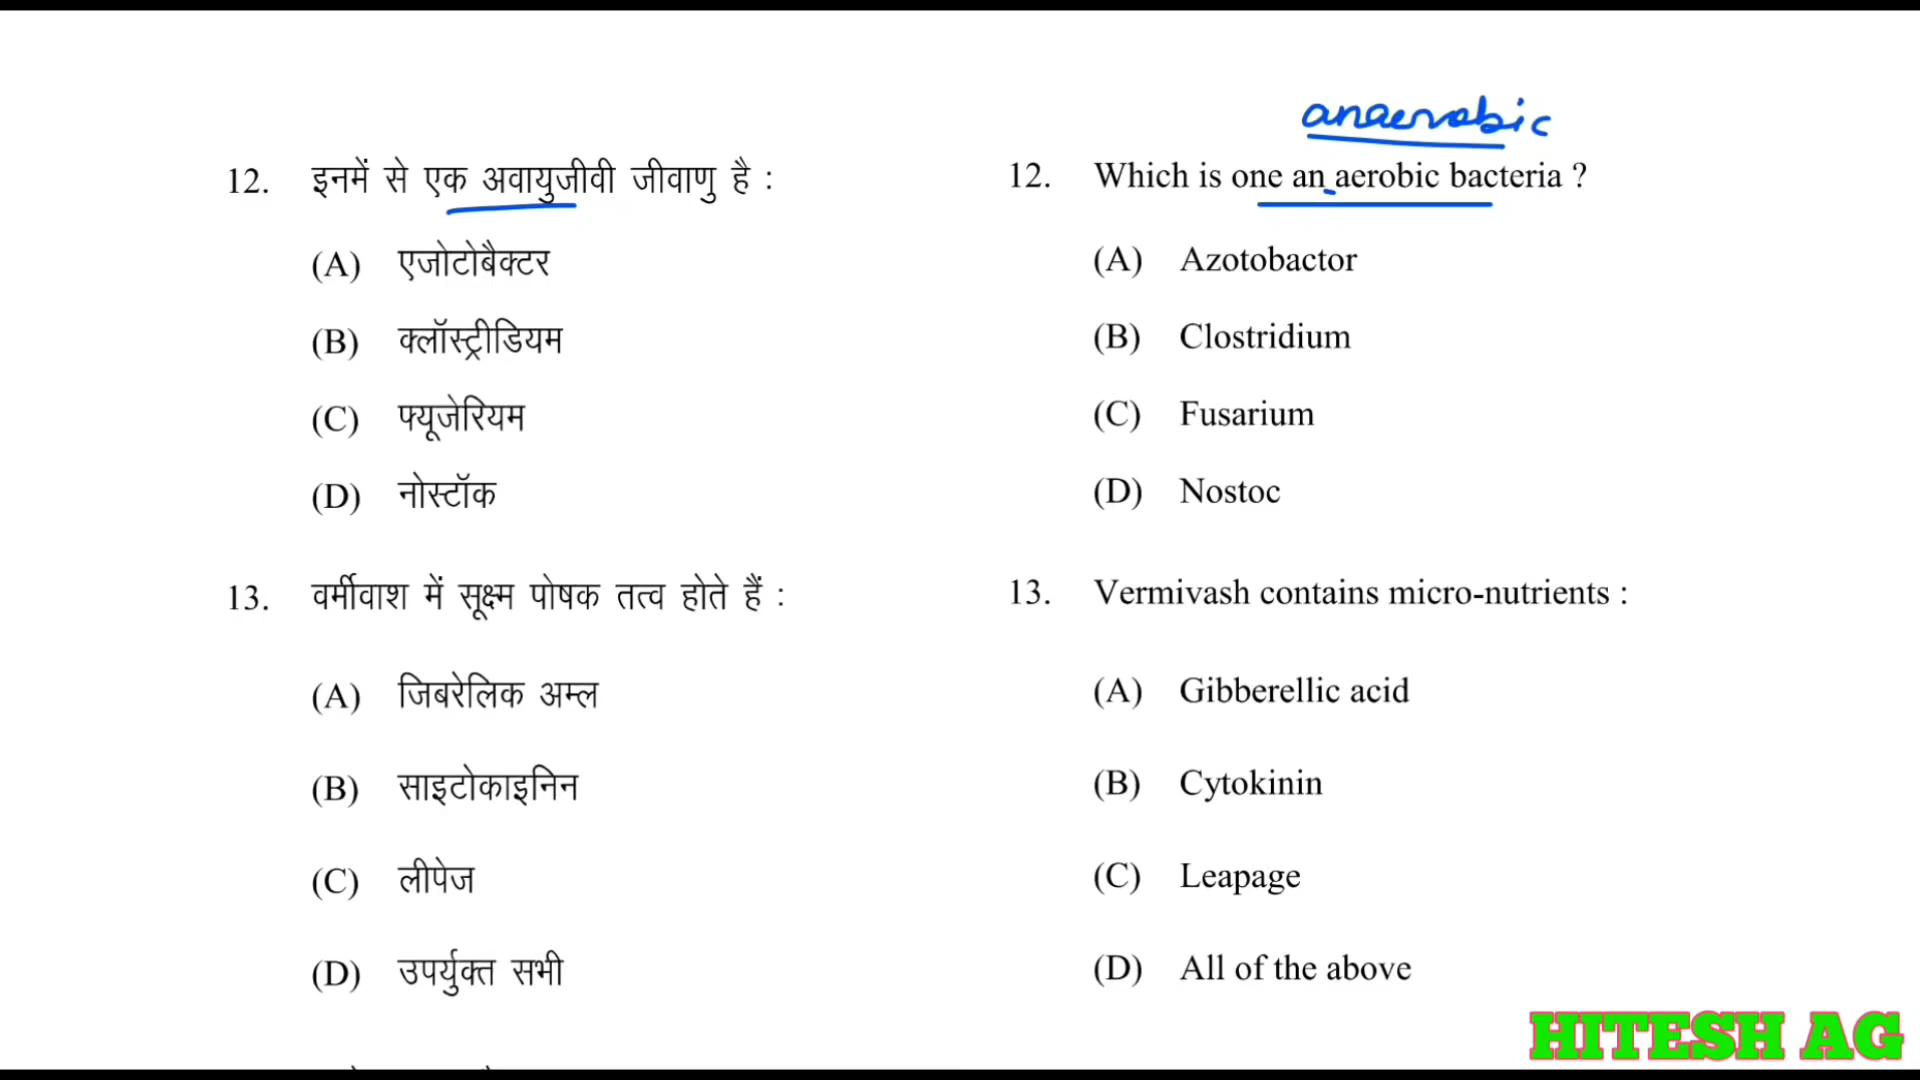 12. इनमें से एक अवायुजीवी जीवाणु है :
(A) एजोटोबैक्टर
(B) क्लॉस्ट्रीडियम
(C) फ्यूजेरियम
(D) नोस्टॉक
13. वर्मीवाश में सूक्ष्म पोषक तत्व होते हैं :
(A) जिबरेलिक अम्ल
(B) साइटोकाइनिन
(C) लीपेज
(D) उपर्युक्त सभी
anaerobic
12. Which is one an aerobic bacteria ?
(A) Azotobactor
(B) Clostridium
(C) Fusarium
(D) Nostoc
13. Vermivash contains micro-nutrients :
(A) Gibberellic acid
(B) Cytokinin
(C) Leapage
(D) All of the above
HITESH AG